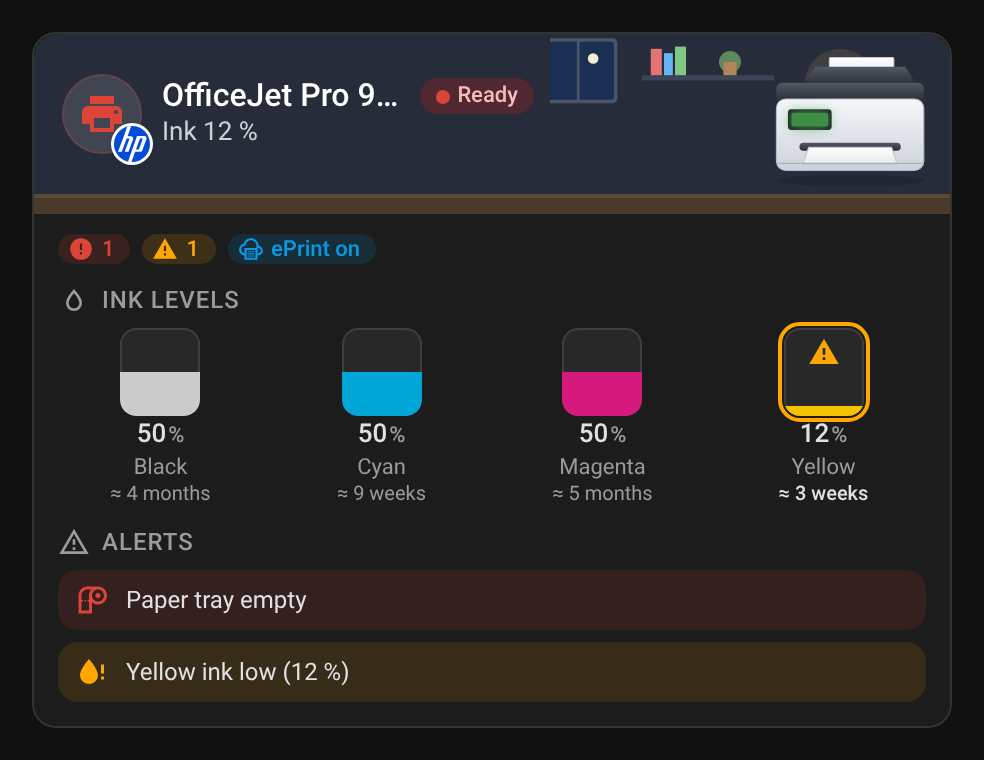 OfficeJet Pro 9...
Ready
Ink 12 %
hp
1
1
ePrint on
INK LEVELS
50%
50%
50%
12%
Black
Cyan
Magenta
Yellow
≈ 4 months
≈ 9 weeks
≈ 5 months
≈ 3 weeks
ALERTS
Paper tray empty
Yellow ink low (12 %)